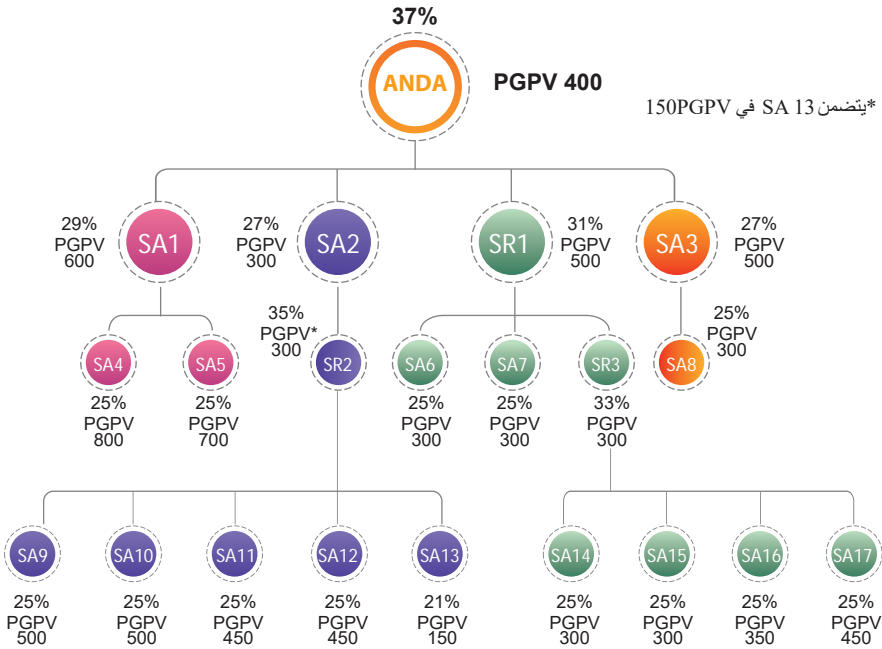 37%
ANDA
PGPV 400
*يتضمن SA 13 في 150PGPV
29%
PGPV
600
SA1
27%
PGPV
300
SA2
SR1
31%
PGPV
500
SA3
27%
PGPV
500
SA4
25%
PGPV
800
SA5
25%
PGPV
700
35%
PGPV*
300
SR2
SA6
25%
PGPV
300
SA7
25%
PGPV
300
SR3
33%
PGPV
300
SA8
25%
PGPV
300
SA9
25%
PGPV
500
SA10
25%
PGPV
500
SA11
25%
PGPV
450
SA12
25%
PGPV
450
SA13
21%
PGPV
150
SA14
25%
PGPV
300
SA15
25%
PGPV
300
SA16
25%
PGPV
350
SA17
25%
PGPV
450